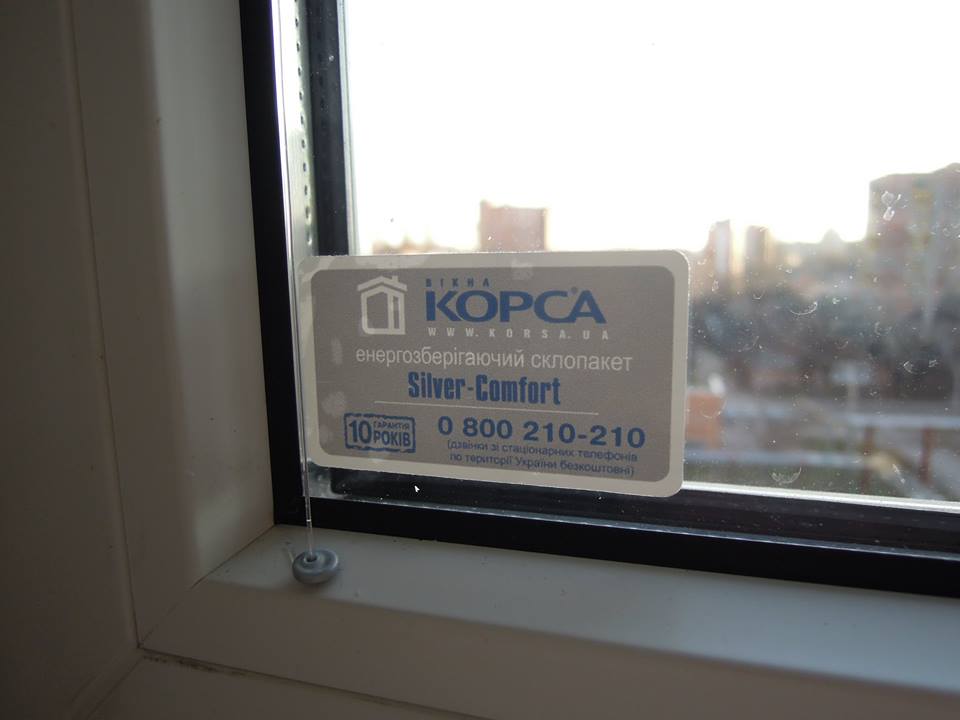 ВІКНА
КОРСА®
WWW.KORSA.UA
енергозберігаючий склопакет
Silver-Comfort
10 ГАРАНТІЯ РОКІВ
0 800 210-210
(дзвінки зі стаціонарних телефонів
по території України безкоштовні)